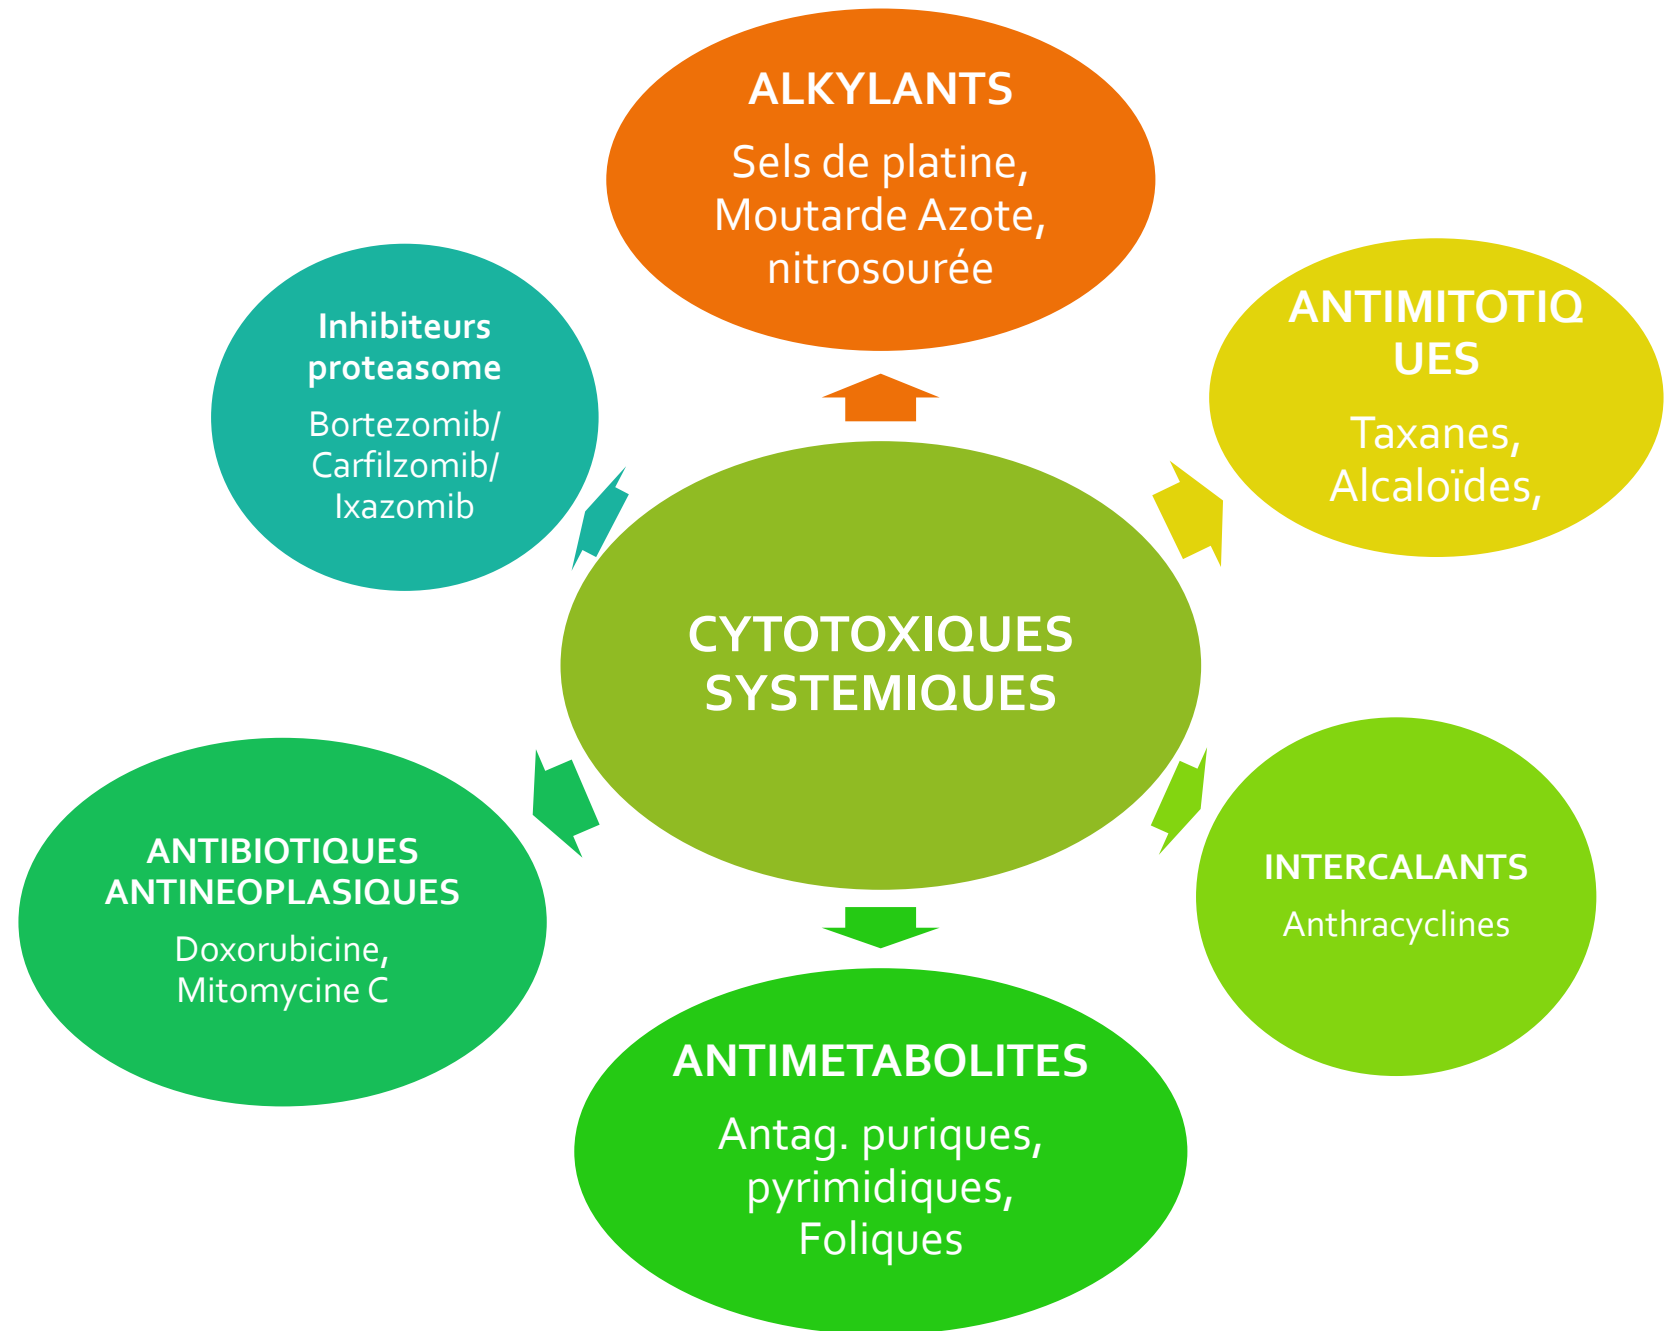 ALKYLANTS
Sels de platine,
Moutarde Azote,
nitrosourée
ANTIMITOTIQ
UES
Taxanes,
Alcaloïdes,
INTERCALANTS
Anthracyclines
ANTIMETABOLITES
Antag. puriques,
pyrimidiques,
Foliques
ANTIBIOTIQUES
ANTINEOPLASIQUES
Doxorubicine,
Mitomycine C
Inhibiteurs
proteasome
Bortezomib/
Carfilzomib/
Ixazomib
CYTOTOXIQUES
SYSTEMIQUES